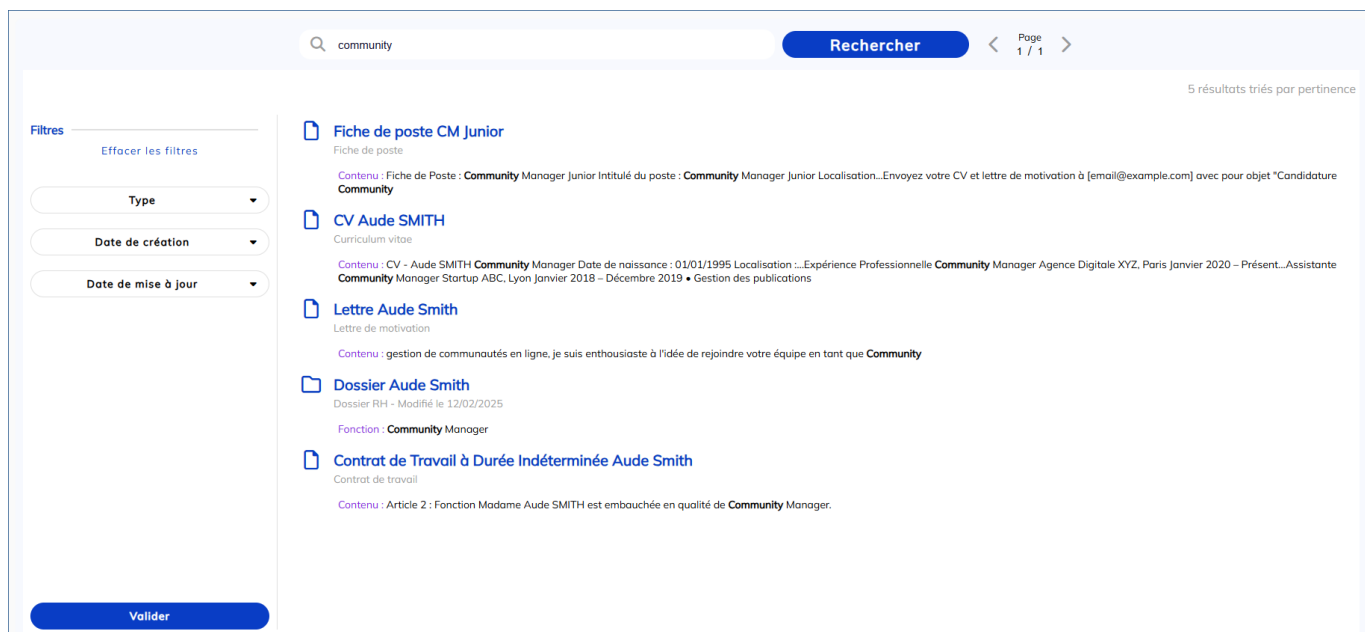 community
Rechercher
Page
1 / 1
5 résultats triés par pertinence
Filtres
Effacer les filtres
Type
Date de création
Date de mise à jour
Valider
Fiche de poste CM Junior
Fiche de poste
Contenu : Fiche de Poste : Community Manager Junior Intitulé du poste : Community Manager Junior Localisation...Envoyez votre CV et lettre de motivation à [email@example.com] avec pour objet "Candidature
Community
CV Aude SMITH
Curriculum vitae
Contenu : CV - Aude SMITH Community Manager Date de naissance : 01/01/1995 Localisation :...Expérience Professionnelle Community Manager Agence Digitale XYZ, Paris Janvier 2020 – Présent...Assistante
Community Manager Startup ABC, Lyon Janvier 2018 – Décembre 2019 • Gestion des publications
Lettre Aude Smith
Lettre de motivation
Contenu : gestion de communautés en ligne, je suis enthousiaste à l'idée de rejoindre votre équipe en tant que Community
Dossier Aude Smith
Dossier RH - Modifié le 12/02/2025
Fonction : Community Manager
Contrat de Travail à Durée Indéterminée Aude Smith
Contrat de travail
Contenu : Article 2 : Fonction Madame Aude SMITH est embauchée en qualité de Community Manager.